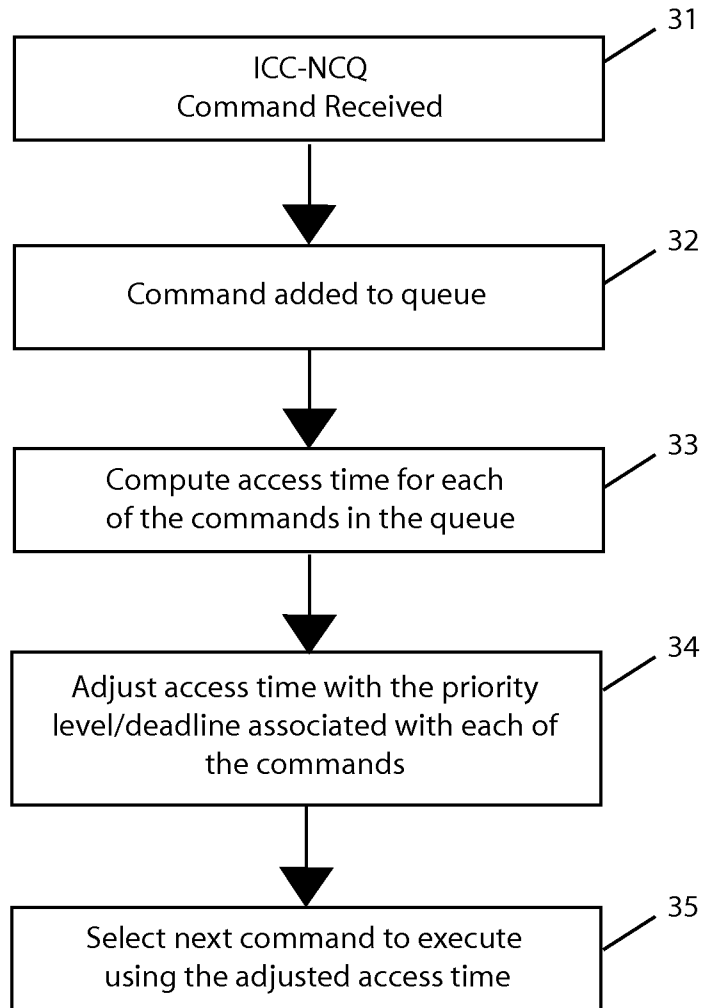 31
ICC-NCQ
Command Received
32
Command added to queue
33
Compute access time for each
of the commands in the queue
34
Adjust access time with the priority
level/deadline associated with each of
the commands
35
Select next command to execute
using the adjusted access time